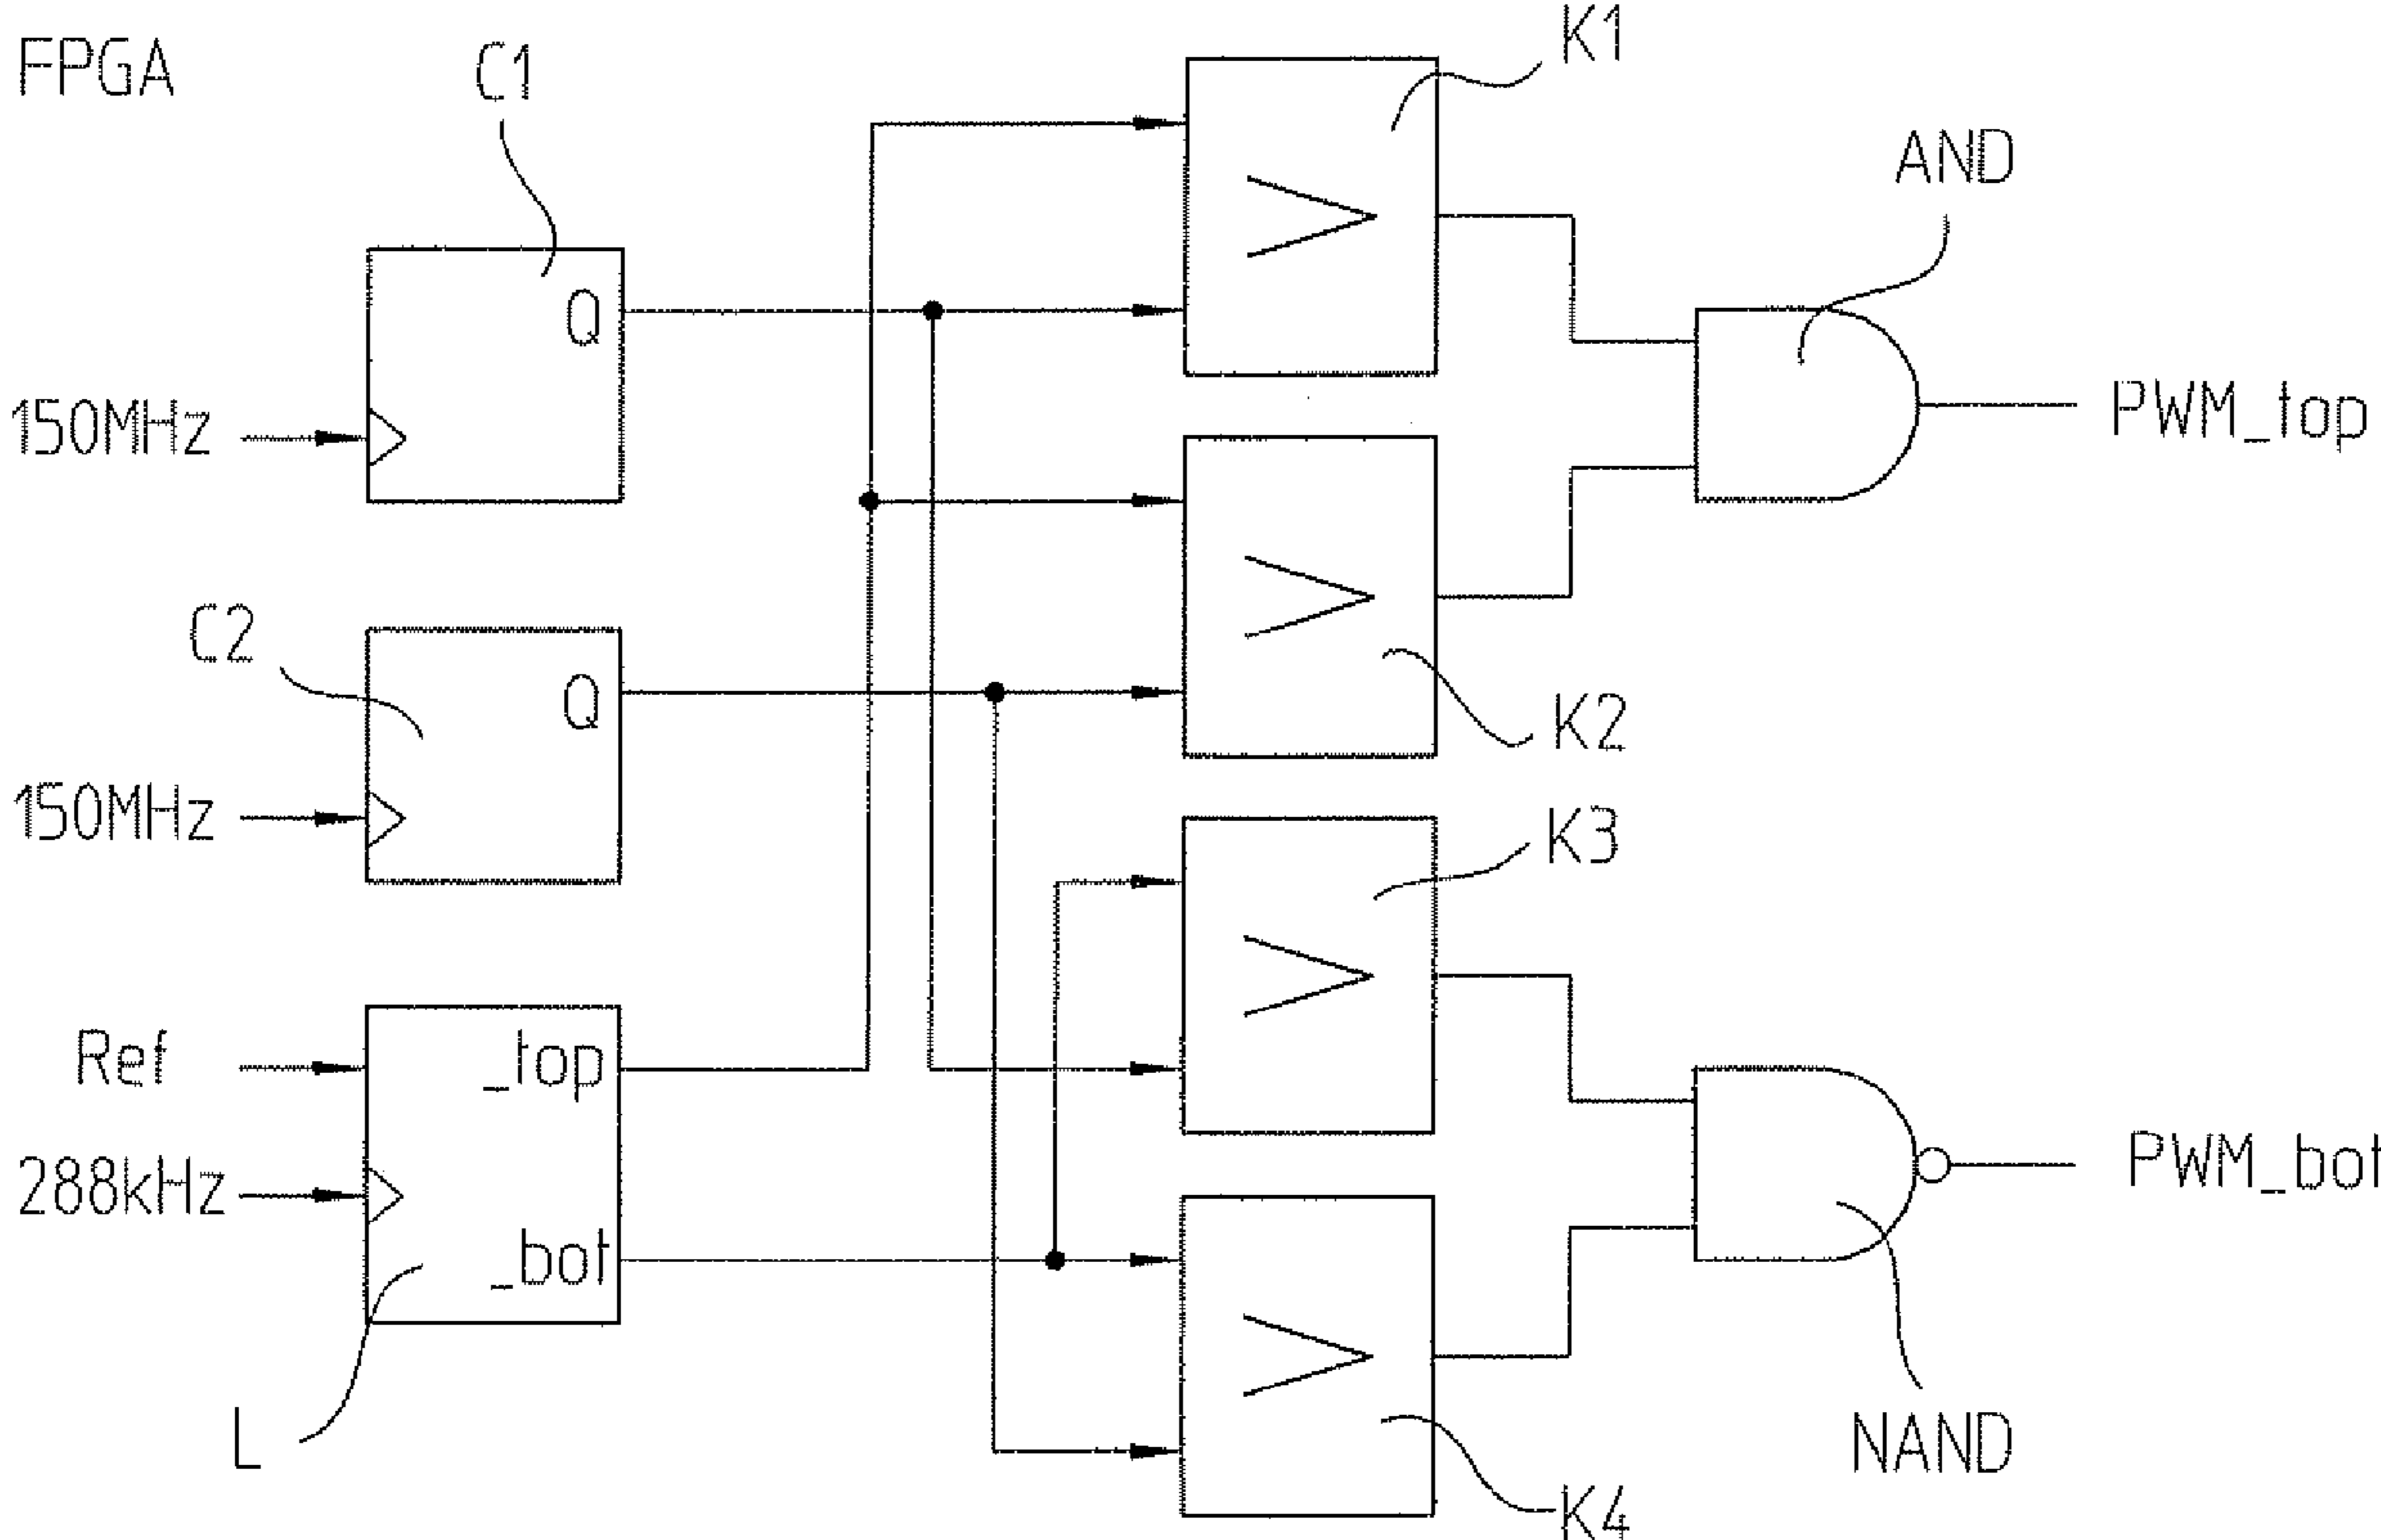 FPGA
C1
K1
AND
Q
150MHz
PWM_top
C2
Q
K2
150MHz
K3
Ref
_top
288kHz
PWM_bot
_bot
L
NAND
K4